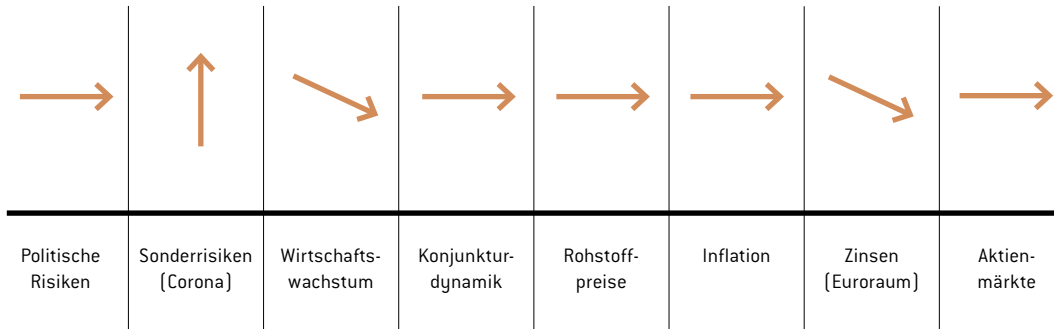 Politische
Risiken
Sonderrisiken
(Corona)
Wirtschafts-
wachstum
Konjunktur-
dynamik
Rohstoff-
preise
Inflation
Zinsen
(Euroraum)
Aktien-
märkte